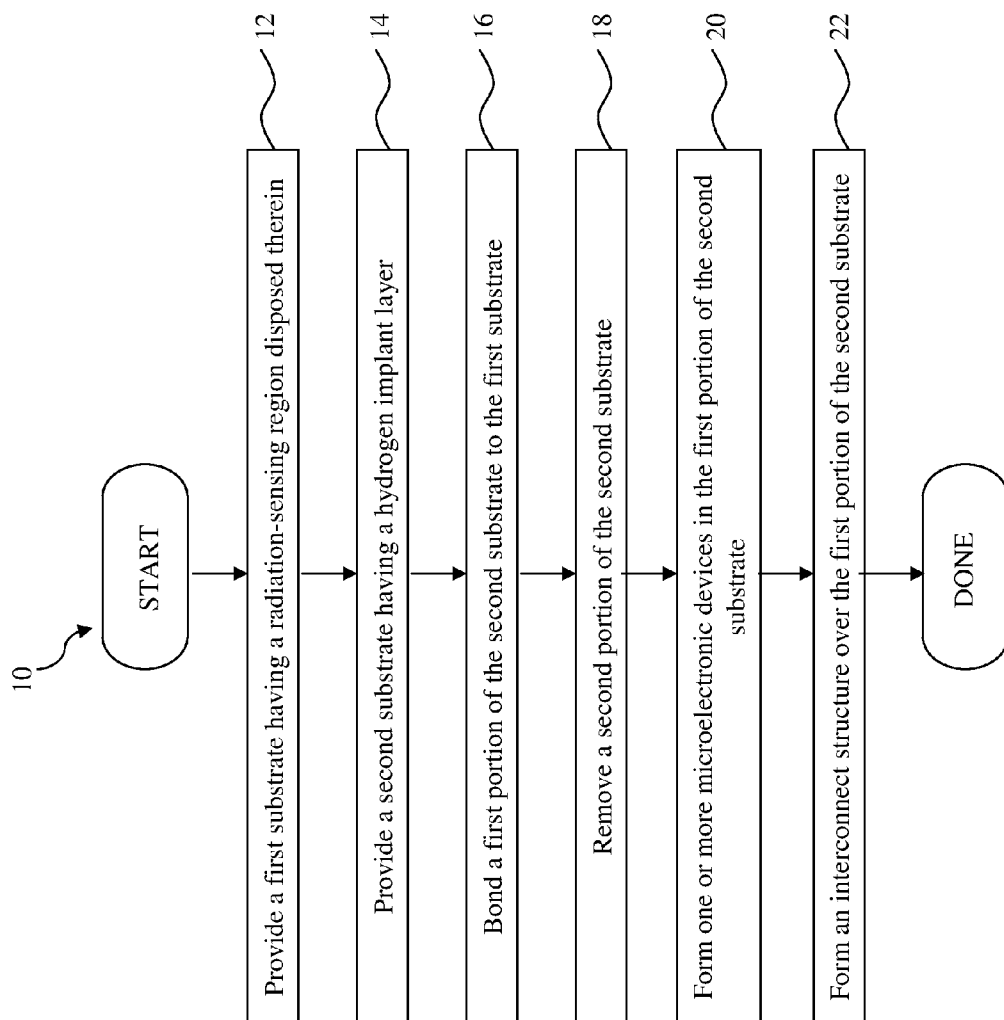 10
START
Provide a first substrate having a radiation-sensing region disposed therein
12
Provide a second substrate having a hydrogen implant layer
14
Bond a first portion of the second substrate to the first substrate
16
Remove a second portion of the second substrate
18
Form one or more microelectronic devices in the first portion of the second
substrate
20
Form an interconnect structure over the first portion of the second substrate
22
DONE